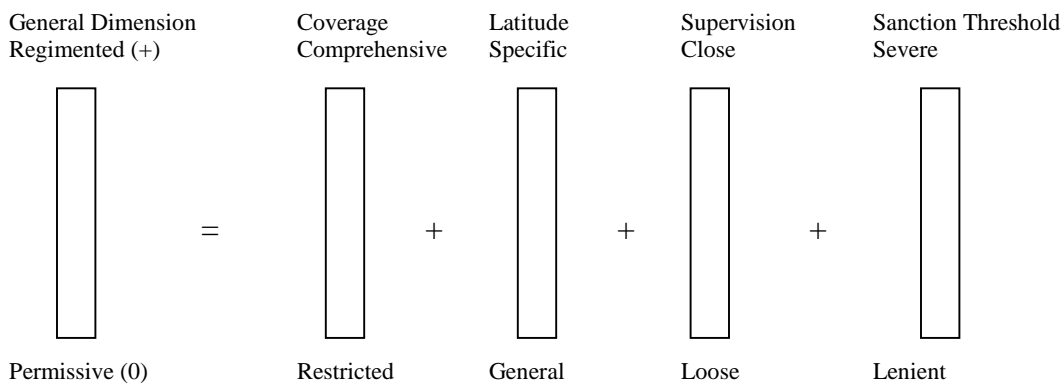 General Dimension
Regimented (+)
Coverage
Comprehensive
Latitude
Specific
Supervision
Close
Sanction Threshold
Severe
=
+
+
+
Permissive (0)
Restricted
General
Loose
Lenient